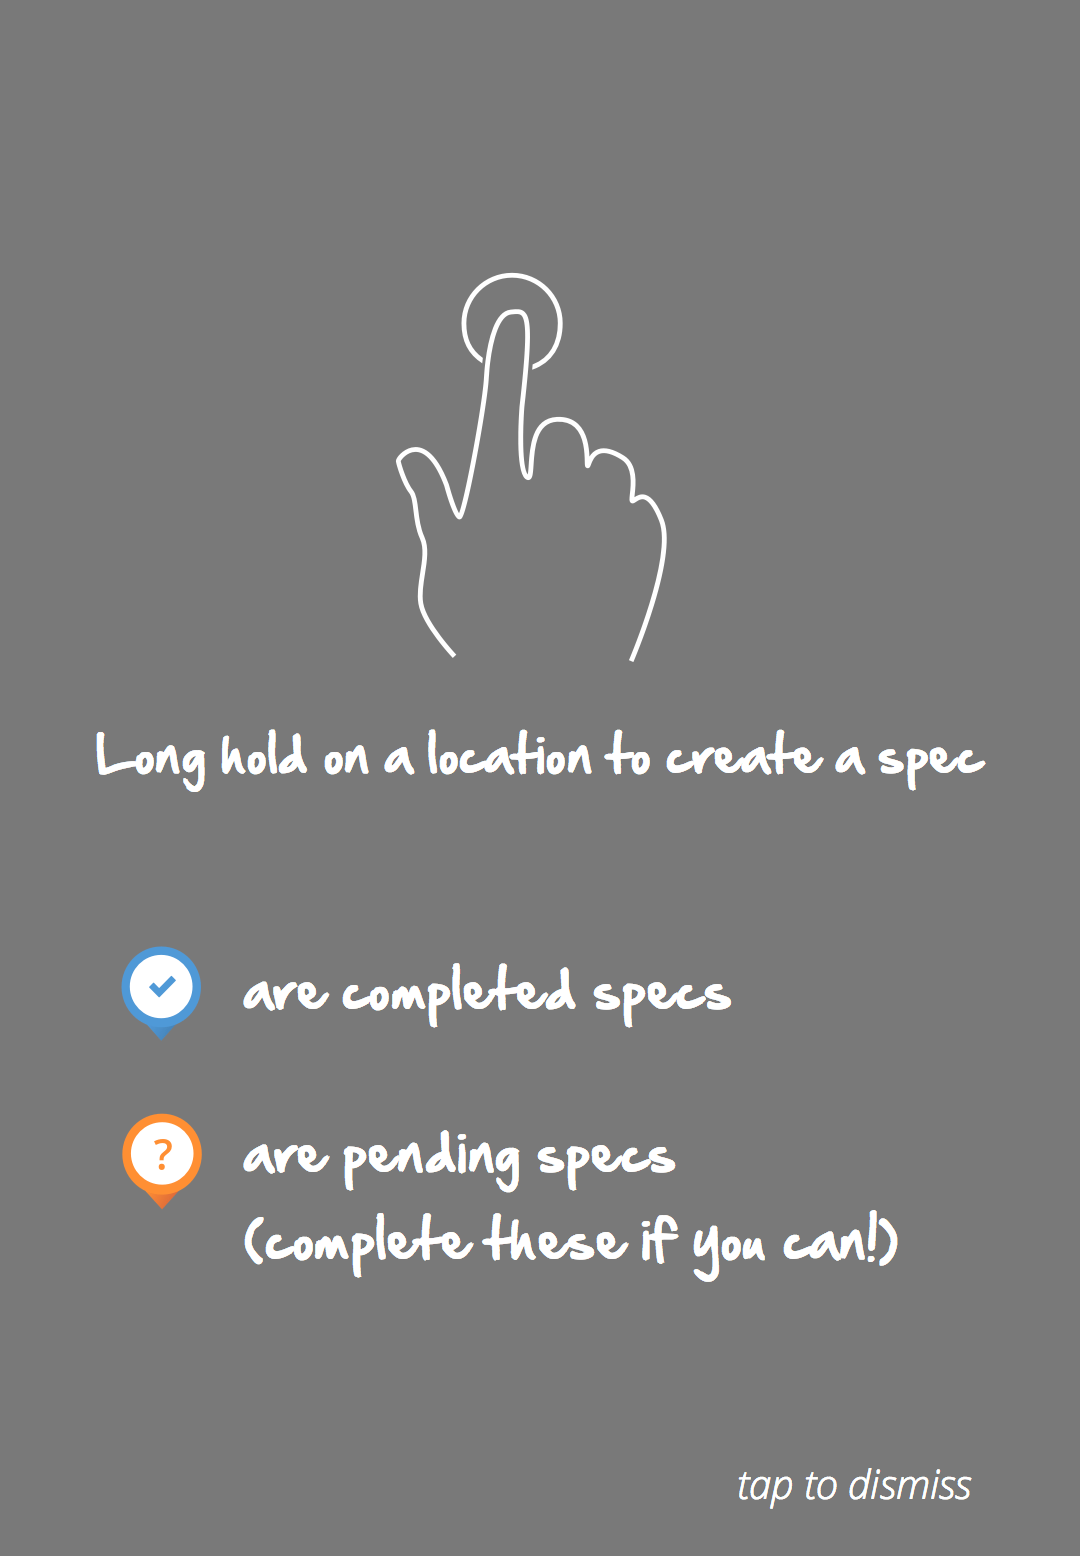 Long hold on a location to create a spec
are completed specs
?
are pending specs
(complete these if you can!)
tap to dismiss